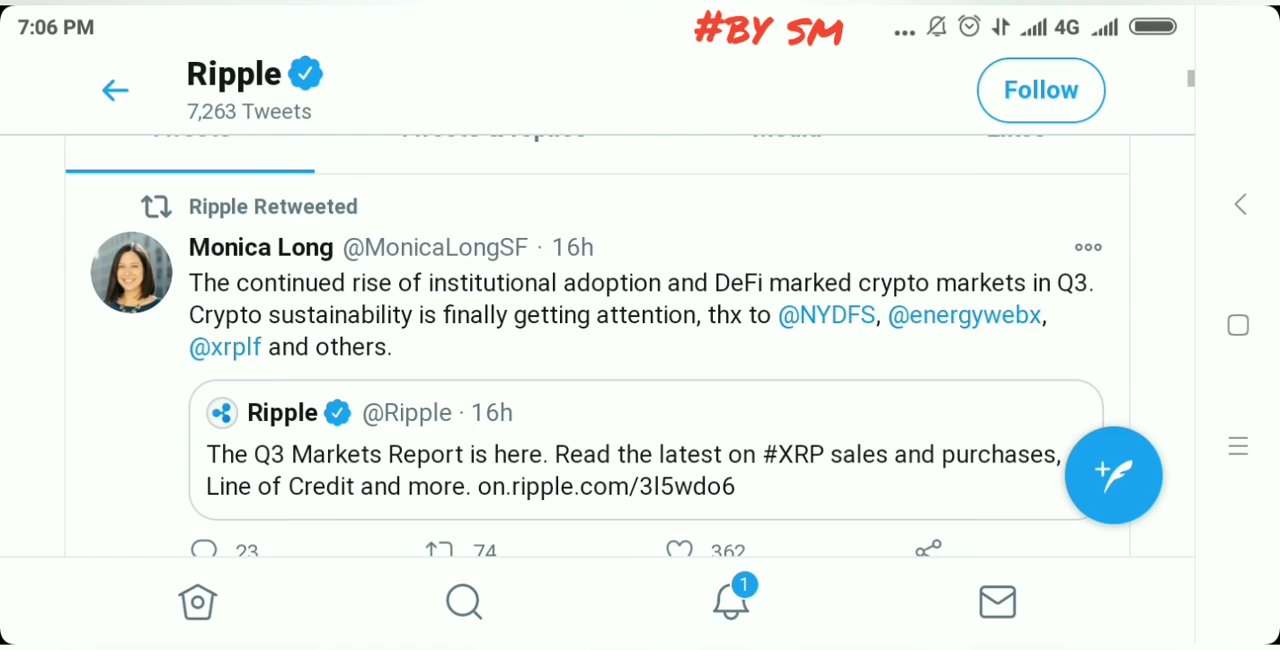 7:06 PM
#BY SM
4G
Ripple
7,263 Tweets
Follow
Ripple Retweeted
Monica Long @MonicaLongSF · 16h
The continued rise of institutional adoption and DeFi marked crypto markets in Q3.
Crypto sustainability is finally getting attention, thx to @NYDFS, @energywebx,
@xrplf and others.
Ripple @Ripple · 16h
The Q3 Markets Report is here. Read the latest on #XRP sales and purchases,
Line of Credit and more. on.ripple.com/3l5wdo6
23 74 362
1